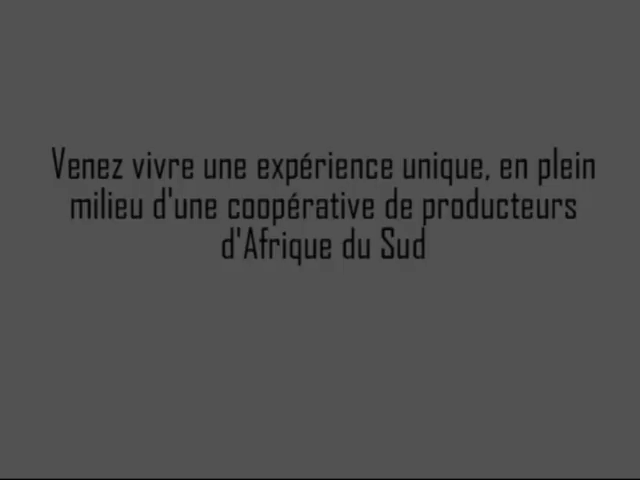 Venez vivre une expérience unique, en plein
milieu d'une coopérative de producteurs
d'Afrique du Sud